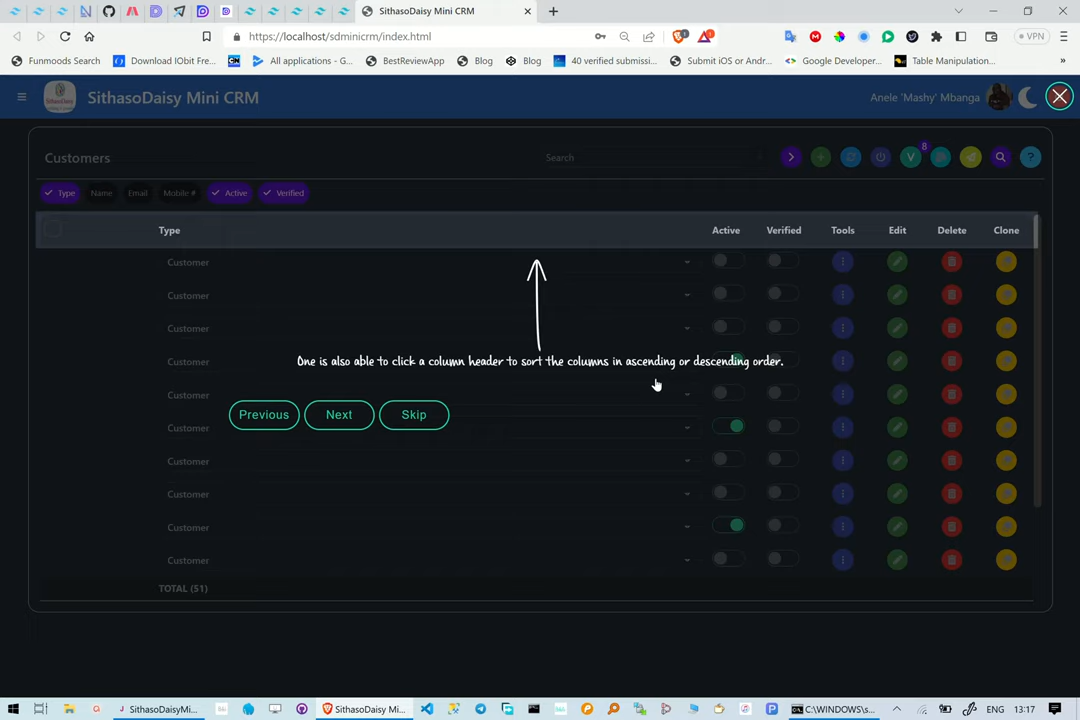 SithasoDaisy Mini CRM
https://localhost/sdminicrm/index.html
VPN
Funmoods Search
Download IObit Fre...
All applications - G...
BestReviewApp
Blog
Blog
40 verified submissi...
Submit iOS or Andr...
Google Developer...
Table Manipulation...
SithasoDaisy Mini CRM
Anele 'Mashy' Mbanga
Customers
Search
8
Type
Name
Email
Mobile #
Active
Verified
Type
Active
Verified
Tools
Edit
Delete
Clone
Customer
Customer
Customer
Customer
One is also able to click a column header to sort the columns in ascending or descending order.
Customer
Previous
Next
Skip
Customer
Customer
Customer
Customer
Customer
TOTAL (51)
SithasoDaisyMi...
SithasoDaisy Mi...
C:\WINDOWS\s...
ENG
13:17